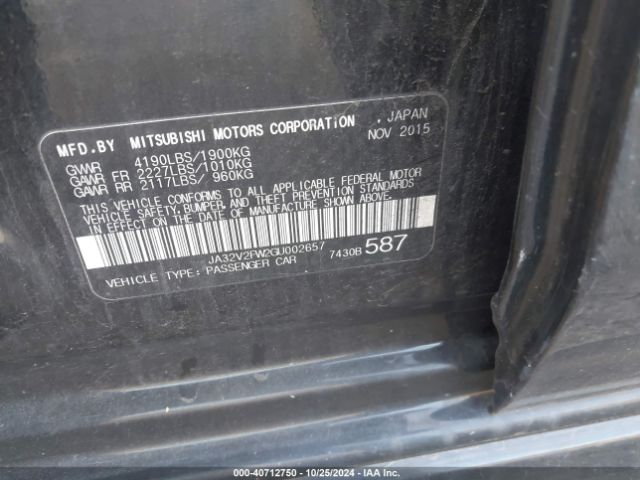 MFD.BY MITSUBISHI MOTORS CORPORATION , JAPAN
NOV 2015
GVWR 4190LBS/1900KG
GAWR FR 2227LBS/1010KG
GAWR RR 2117LBS/ 960KG
THIS VEHICLE CONFORMS TO ALL APPLICABLE FEDERAL MOTOR
VEHICLE SAFETY, BUMPER, AND THEFT PREVENTION STANDARDS
IN EFFECT ON THE DATE OF MANUFACTURE SHOWN ABOVE.
JA32V2FW2GU002657
7430B 587
VEHICLE TYPE: PASSENGER CAR
000-40712750 - 10/25/2024 - IAA Inc.